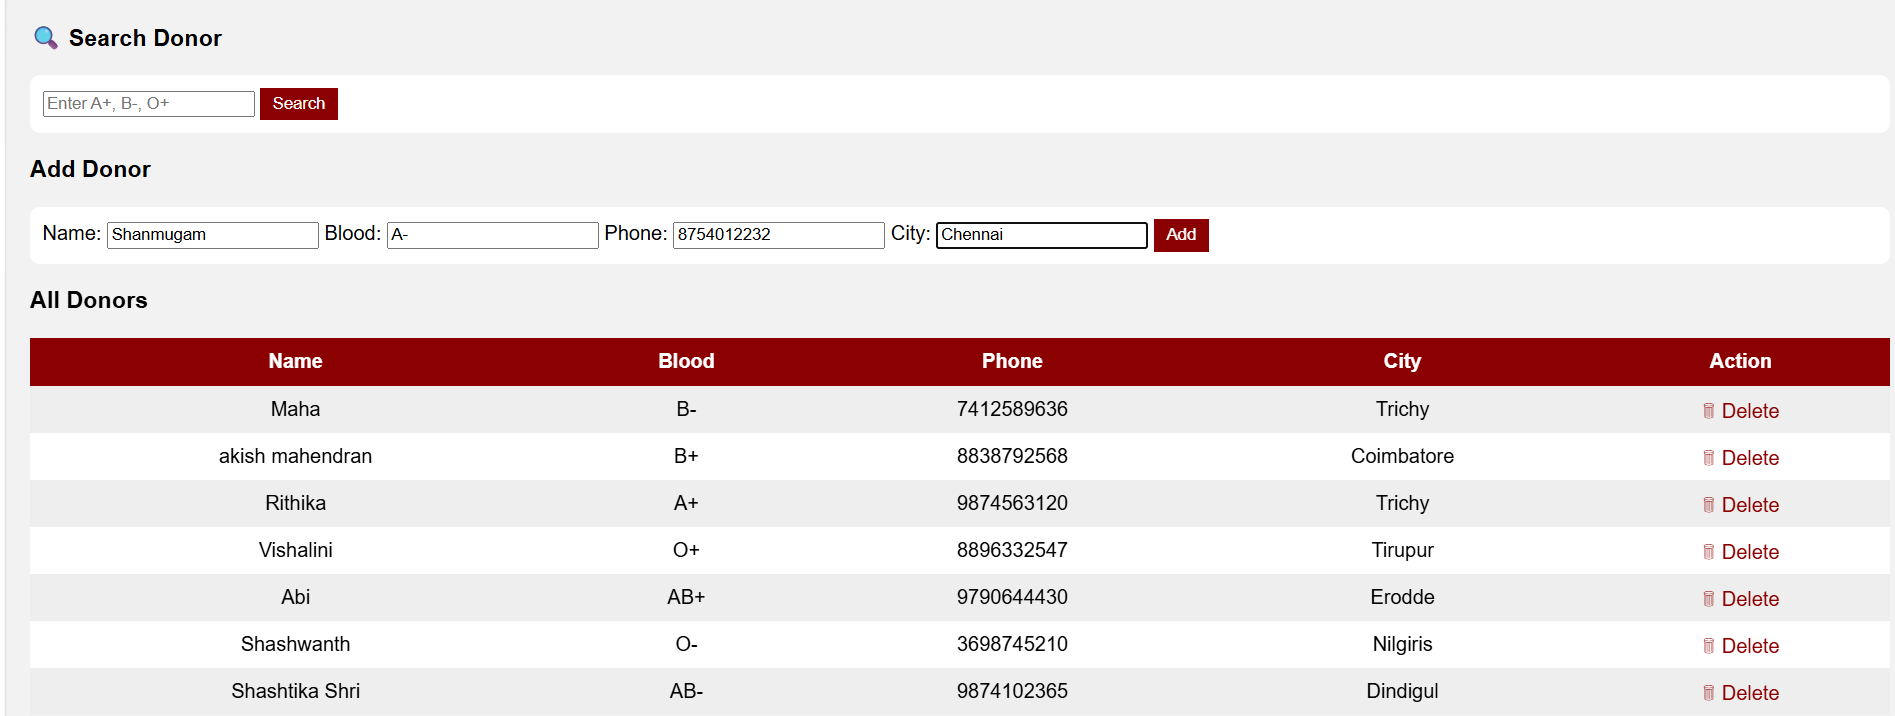 🔍 Search Donor
Enter A+, B-, O+ Search
Add Donor
Name: Shanmugam Blood: A- Phone: 8754012232 City: Chennai Add
All Donors
Name Blood Phone City Action
Maha B- 7412589636 Trichy 🗑 Delete
akish mahendran B+ 8838792568 Coimbatore 🗑 Delete
Rithika A+ 9874563120 Trichy 🗑 Delete
Vishalini O+ 8896332547 Tirupur 🗑 Delete
Abi AB+ 9790644430 Erodde 🗑 Delete
Shashwanth O- 3698745210 Nilgiris 🗑 Delete
Shashtika Shri AB- 9874102365 Dindigul 🗑 Delete